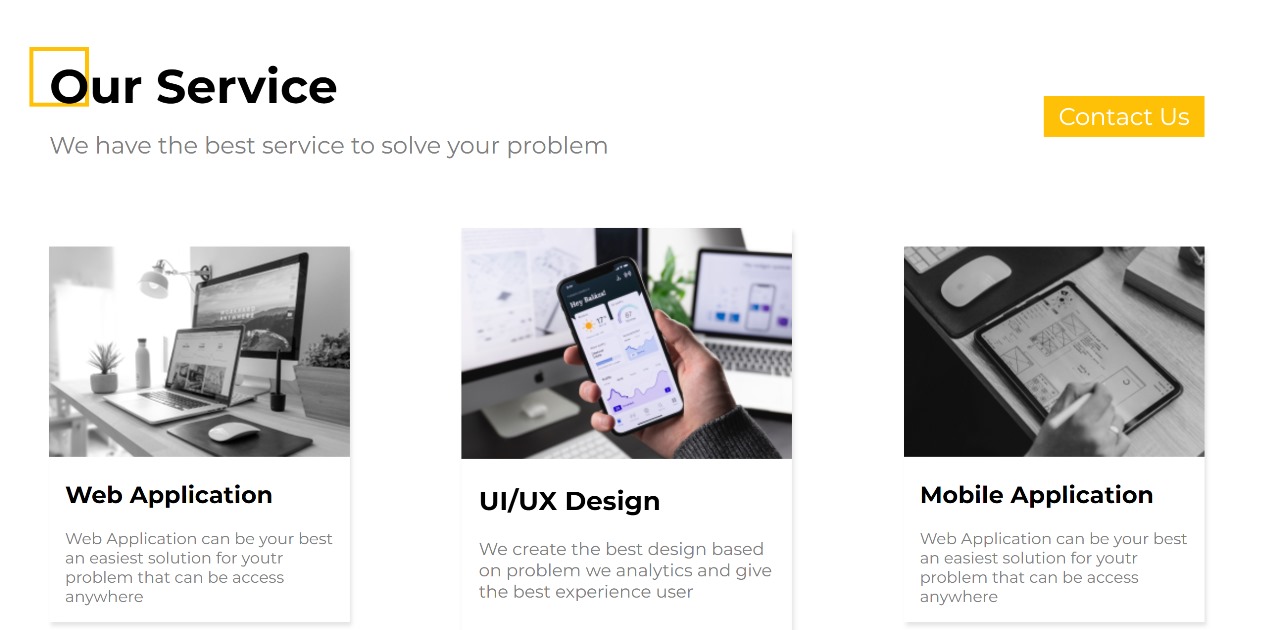 Our Service
We have the best service to solve your problem
Contact Us
Hey Balázs!
17°
Web Application
Web Application can be your best
an easiest solution for youtr
problem that can be access
anywhere
UI/UX Design
We create the best design based
on problem we analytics and give
the best experience user
Mobile Application
Web Application can be your best
an easiest solution for youtr
problem that can be access
anywhere